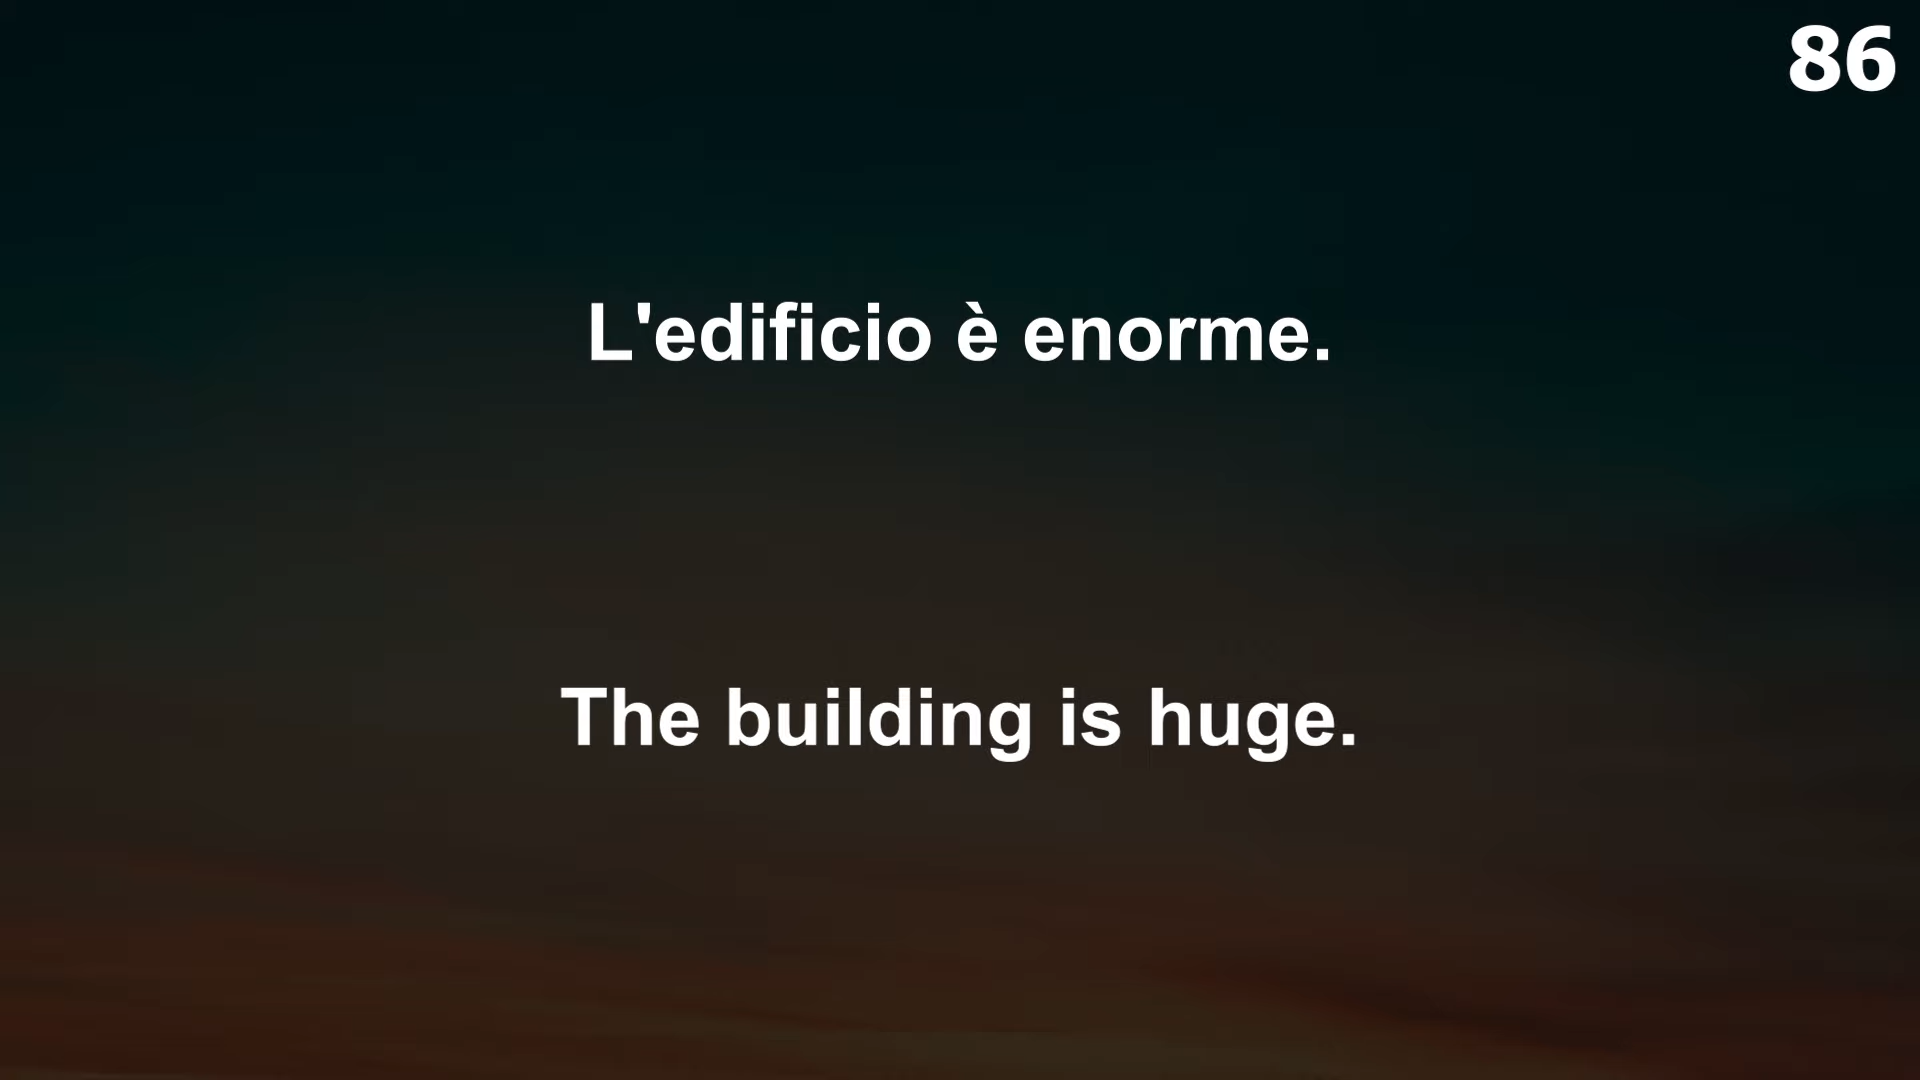 86
L'edificio è enorme.
The building is huge.